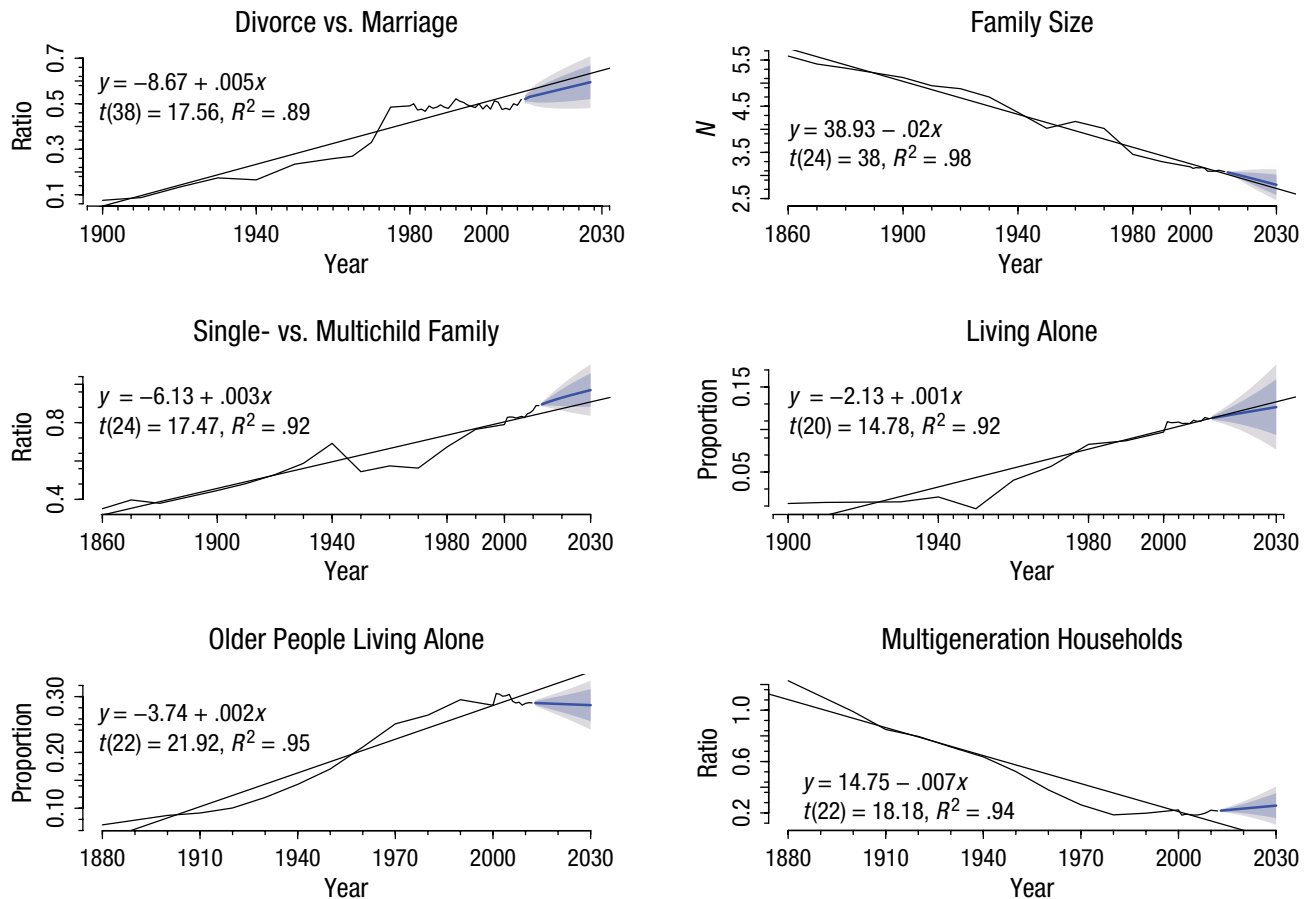 Divorce vs. Marriage
Ratio
0.7
0.5
0.3
0.1
y = −8.67 + .005x
t(38) = 17.56, R² = .89
1900 1940 1980 2000 2030
Year
Family Size
N
5.5
4.5
3.5
2.5
y = 38.93 − .02x
t(24) = 38, R² = .98
1860 1900 1940 1980 2000 2030
Year
Single- vs. Multichild Family
Ratio
0.8
0.4
y = −6.13 + .003x
t(24) = 17.47, R² = .92
1860 1900 1940 1980 2000 2030
Year
Living Alone
Proportion
0.15
0.05
y = −2.13 + .001x
t(20) = 14.78, R² = .92
1900 1940 1980 2000 2030
Year
Older People Living Alone
Proportion
0.30
0.20
0.10
y = −3.74 + .002x
t(22) = 21.92, R² = .95
1880 1910 1940 1970 2000 2030
Year
Multigeneration Households
Ratio
1.0
0.6
0.2
y = 14.75 − .007x
t(22) = 18.18, R² = .94
1880 1910 1940 1970 2000 2030
Year